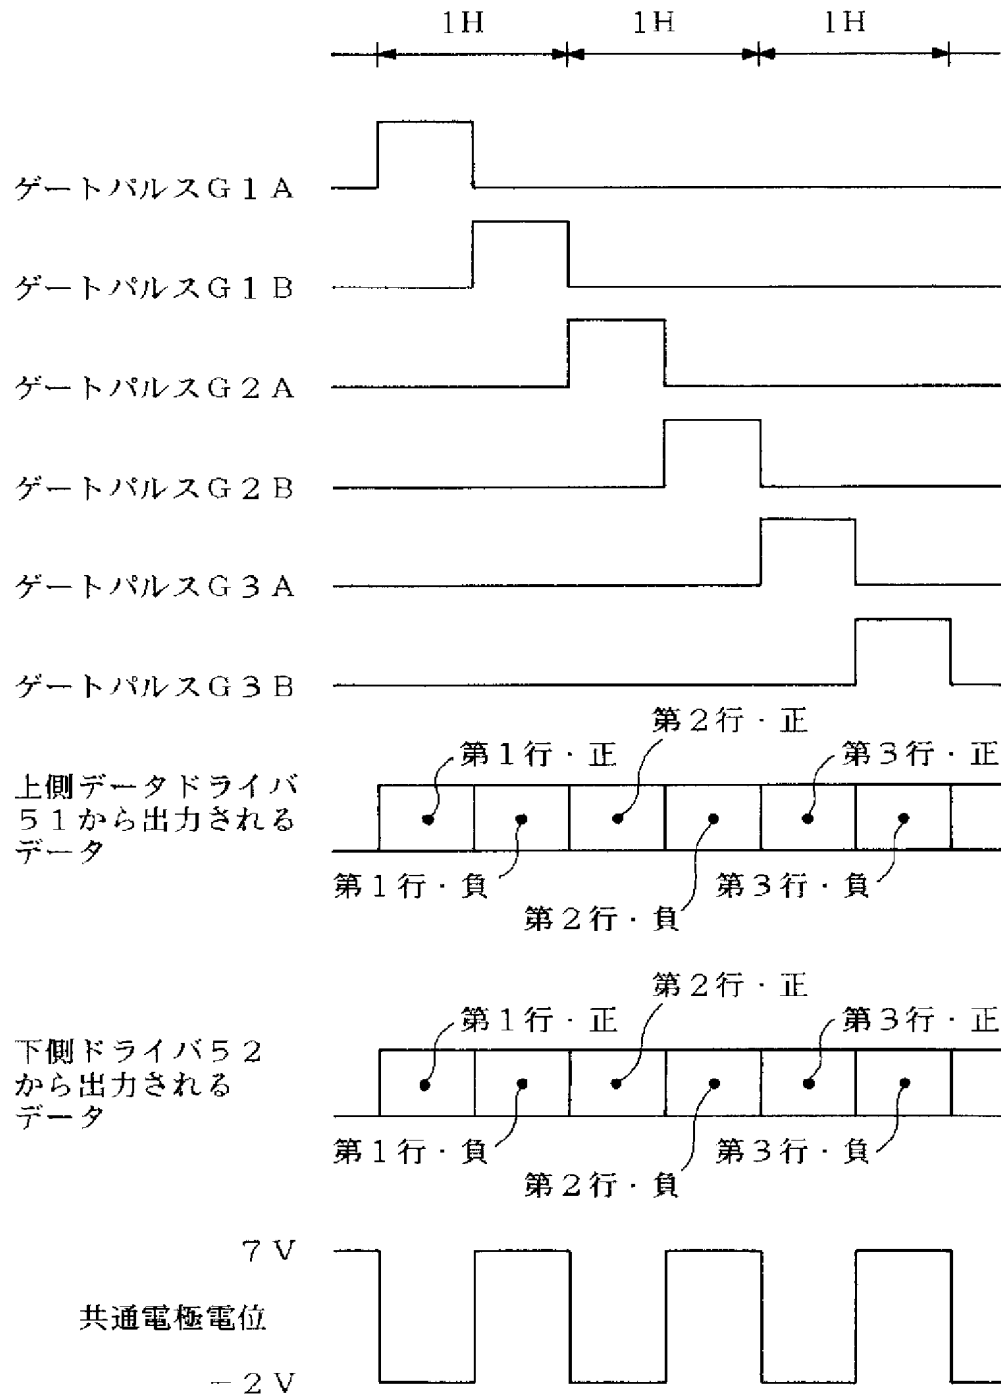 1H 1H 1H
ゲートパルスG1A
ゲートパルスG1B
ゲートパルスG2A
ゲートパルスG2B
ゲートパルスG3A
ゲートパルスG3B
第2行・正
第1行・正 第3行・正
上側データドライバ
51から出力される
データ
第1行・負 第3行・負
第2行・負
第2行・正
第1行・正 第3行・正
下側ドライバ52
から出力される
データ
第1行・負 第3行・負
第2行・負
7V
共通電極電位
-2V